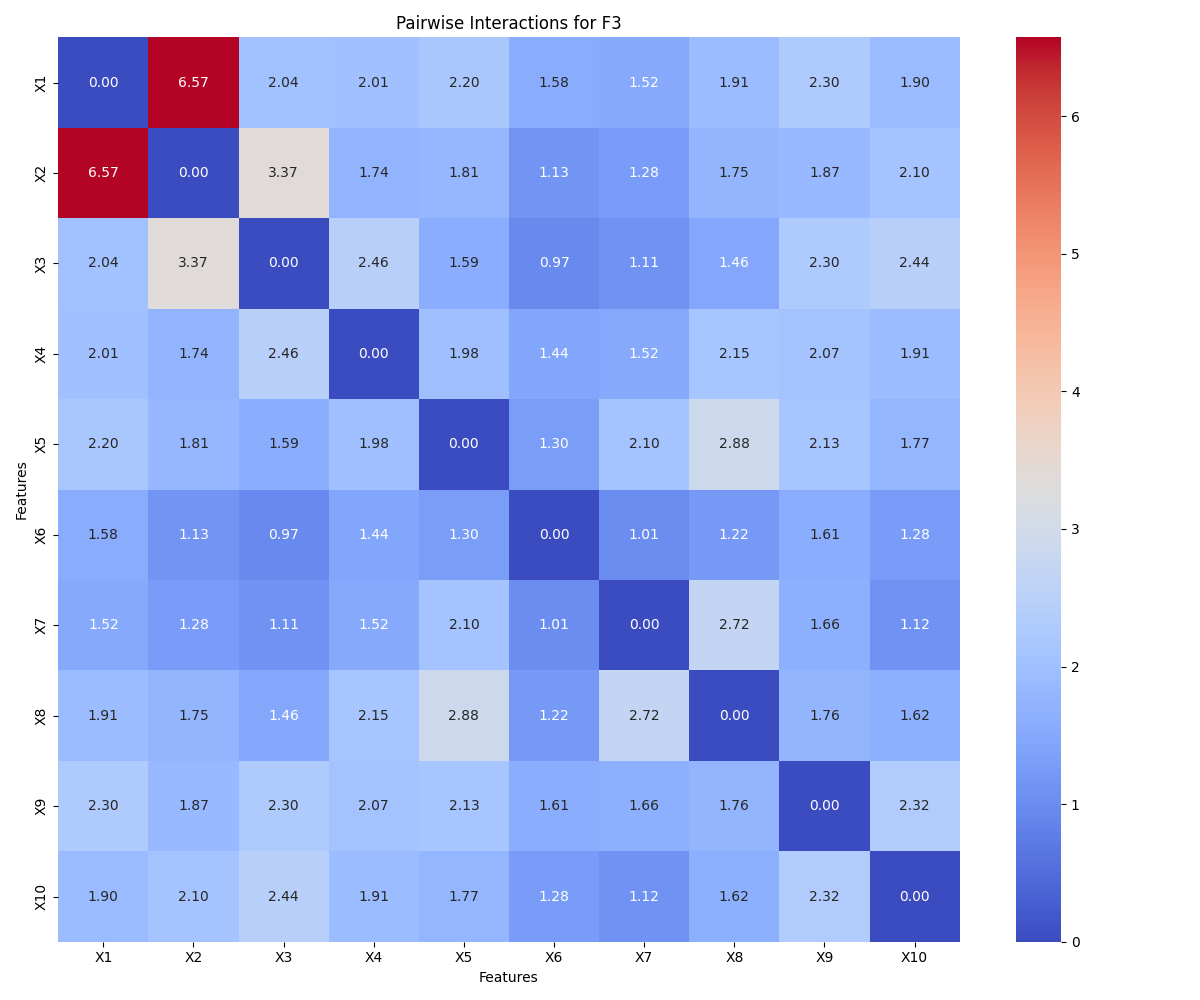 Pairwise Interactions for F3
X1 0.00 6.57 2.04 2.01 2.20 1.58 1.52 1.91 2.30 1.90
X2 6.57 0.00 3.37 1.74 1.81 1.13 1.28 1.75 1.87 2.10
X3 2.04 3.37 0.00 2.46 1.59 0.97 1.11 1.46 2.30 2.44
X4 2.01 1.74 2.46 0.00 1.98 1.44 1.52 2.15 2.07 1.91
X5 2.20 1.81 1.59 1.98 0.00 1.30 2.10 2.88 2.13 1.77
X6 1.58 1.13 0.97 1.44 1.30 0.00 1.01 1.22 1.61 1.28
X7 1.52 1.28 1.11 1.52 2.10 1.01 0.00 2.72 1.66 1.12
X8 1.91 1.75 1.46 2.15 2.88 1.22 2.72 0.00 1.76 1.62
X9 2.30 1.87 2.30 2.07 2.13 1.61 1.66 1.76 0.00 2.32
X10 1.90 2.10 2.44 1.91 1.77 1.28 1.12 1.62 2.32 0.00
X1 X2 X3 X4 X5 X6 X7 X8 X9 X10
Features
Features
6
5
4
3
2
1
0